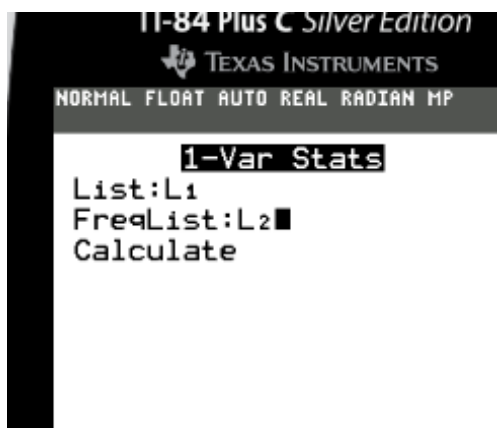 TI-84 Plus C Silver Edition
TEXAS INSTRUMENTS
NORMAL FLOAT AUTO REAL RADIAN MP
1-Var Stats
List:L₁
FreqList:L₂
Calculate